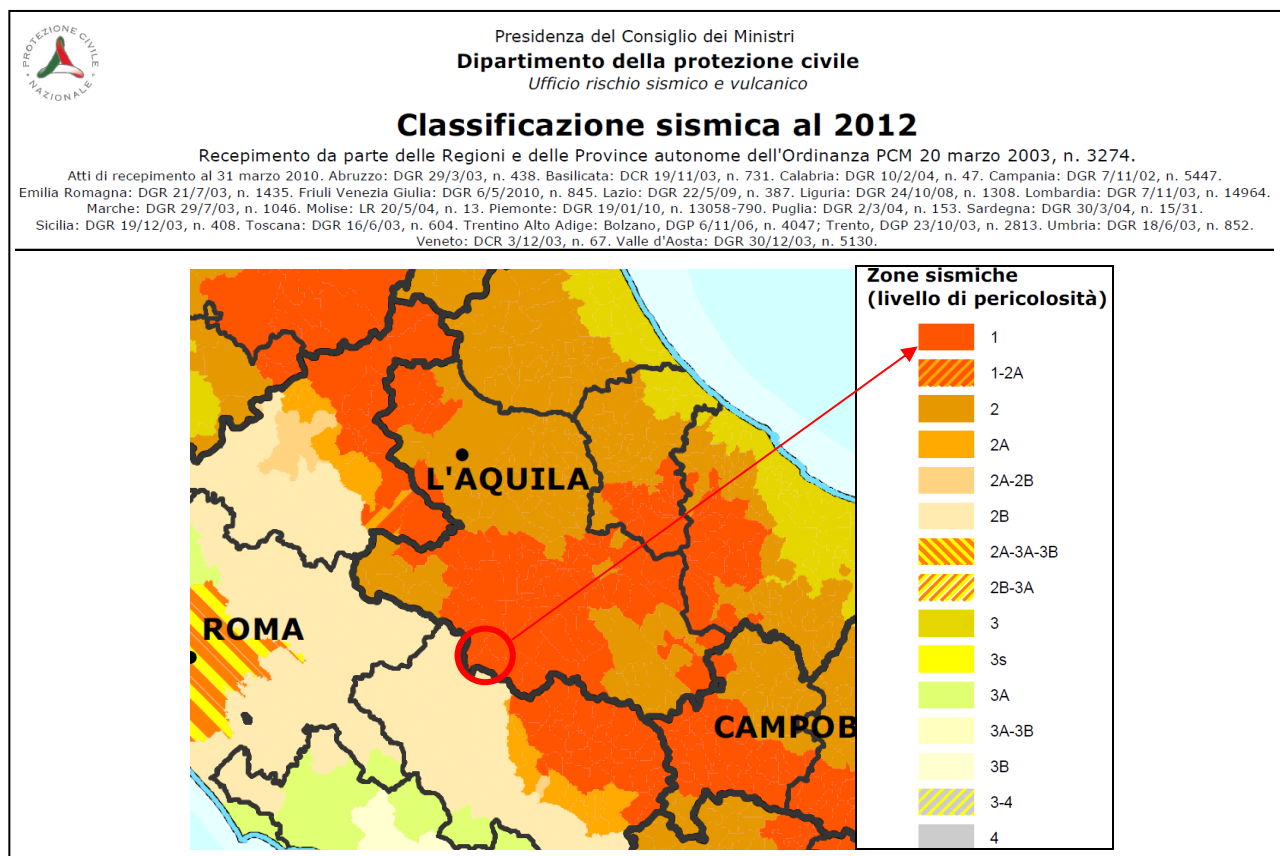 PROTEZIONE CIVILE
NAZIONALE
Presidenza del Consiglio dei Ministri
Dipartimento della protezione civile
Ufficio rischio sismico e vulcanico
Classificazione sismica al 2012
Recepimento da parte delle Regioni e delle Province autonome dell'Ordinanza PCM 20 marzo 2003, n. 3274.
Atti di recepimento al 31 marzo 2010. Abruzzo: DGR 29/3/03, n. 438. Basilicata: DCR 19/11/03, n. 731. Calabria: DGR 10/2/04, n. 47. Campania: DGR 7/11/02, n. 5447.
Emilia Romagna: DGR 21/7/03, n. 1435. Friuli Venezia Giulia: DGR 6/5/2010, n. 845. Lazio: DGR 22/5/09, n. 387. Liguria: DGR 24/10/08, n. 1308. Lombardia: DGR 7/11/03, n. 14964.
Marche: DGR 29/7/03, n. 1046. Molise: LR 20/5/04, n. 13. Piemonte: DGR 19/01/10, n. 13058-790. Puglia: DGR 2/3/04, n. 153. Sardegna: DGR 30/3/04, n. 15/31.
Sicilia: DGR 19/12/03, n. 408. Toscana: DGR 16/6/03, n. 604. Trentino Alto Adige: Bolzano, DGP 6/11/06, n. 4047; Trento, DGP 23/10/03, n. 2813. Umbria: DGR 18/6/03, n. 852.
Veneto: DCR 3/12/03, n. 67. Valle d'Aosta: DGR 30/12/03, n. 5130.
L'AQUILA
ROMA
CAMPOB
Zone sismiche
(livello di pericolosità)
1
1-2A
2
2A
2A-2B
2B
2A-3A-3B
2B-3A
3
3s
3A
3A-3B
3B
3-4
4